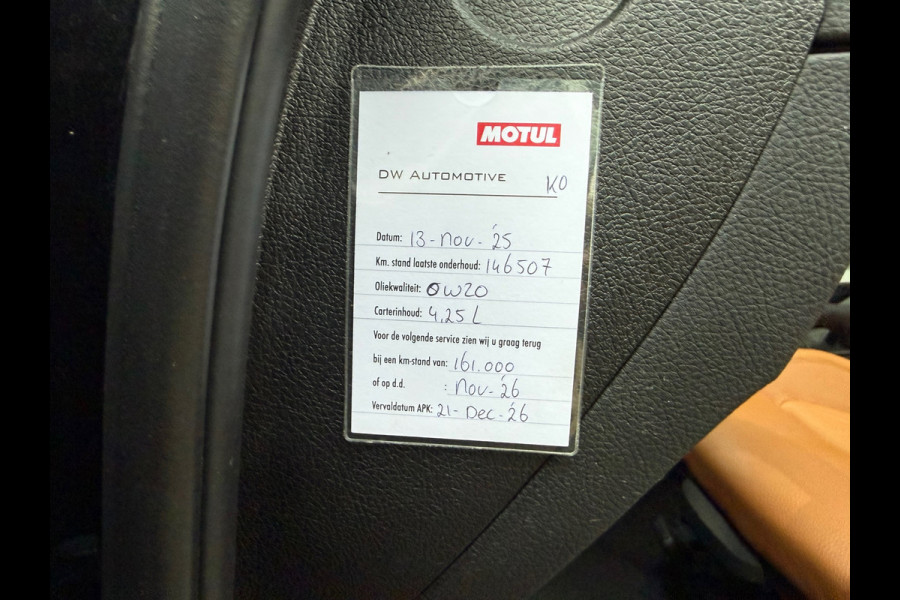 MOTUL
DW AUTOMOTIVE KO
Datum: 13-nov-'25
Km. stand laatste onderhoud: 146507
Oliekwaliteit: 0W20
Carterinhoud: 4,25 L
Voor de volgende service zien wij u graag terug
bij een km-stand van: 161.000
of op d.d. : nov-'26
Vervaldatum APK: 21-Dec-'26